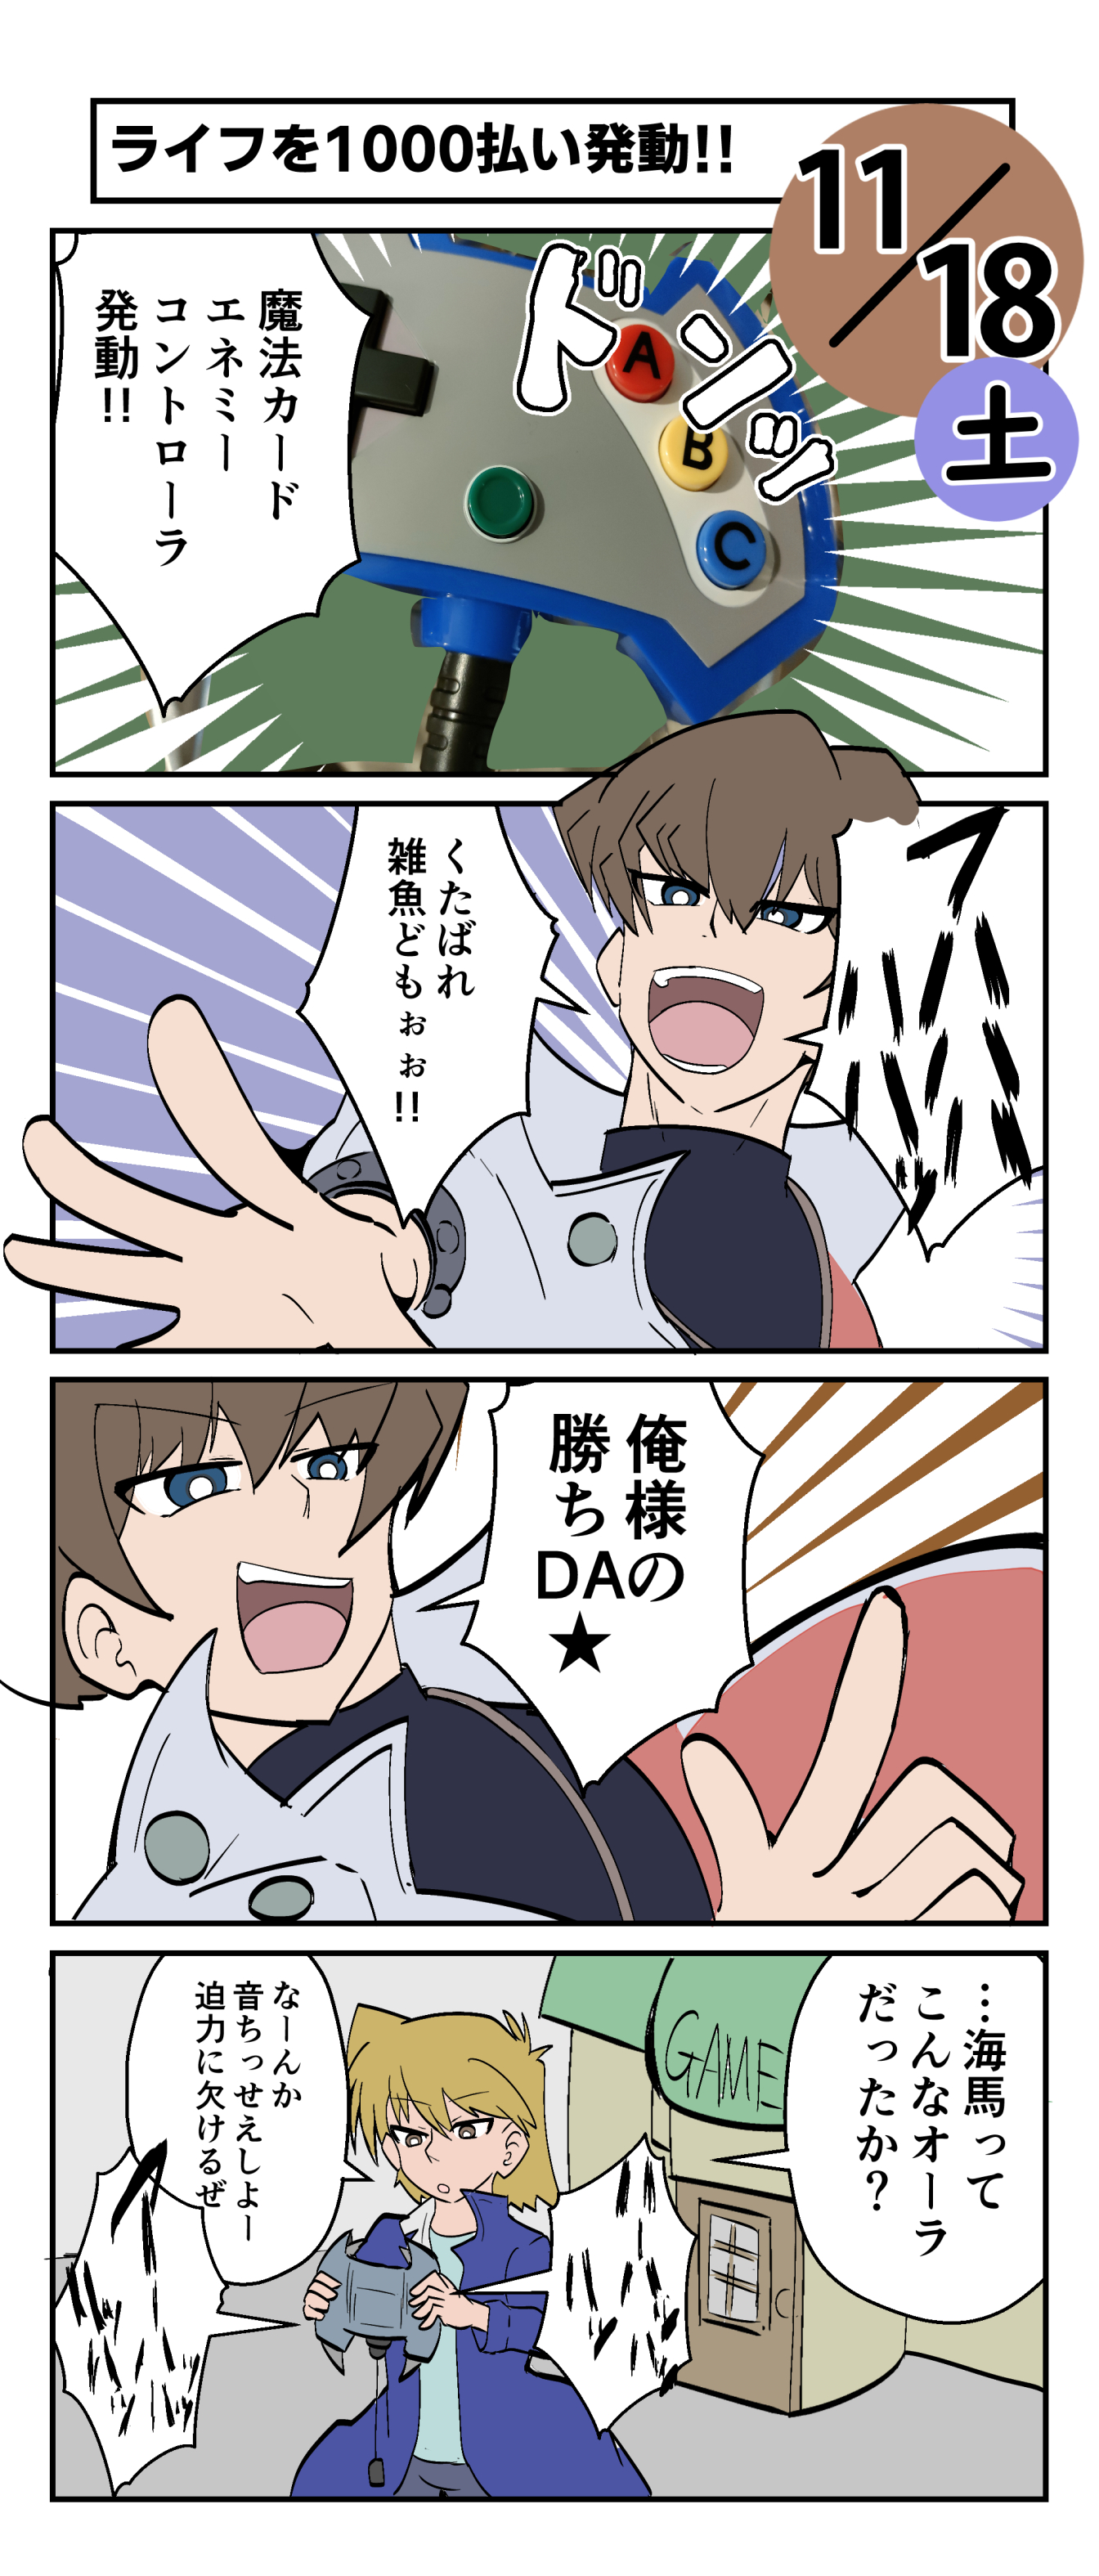 ライフを1000払い発動!!
11/18
土
ドンッ
A
B
C
魔法カード
エネミー
コントローラ
発動!!
くたばれ
雑魚どもぉぉ!!
俺様の
勝ちDA
★
…海馬って
こんなオーラ
だったか？
GAME
なーんか
音ちっせえしよー
迫力に欠けるぜ